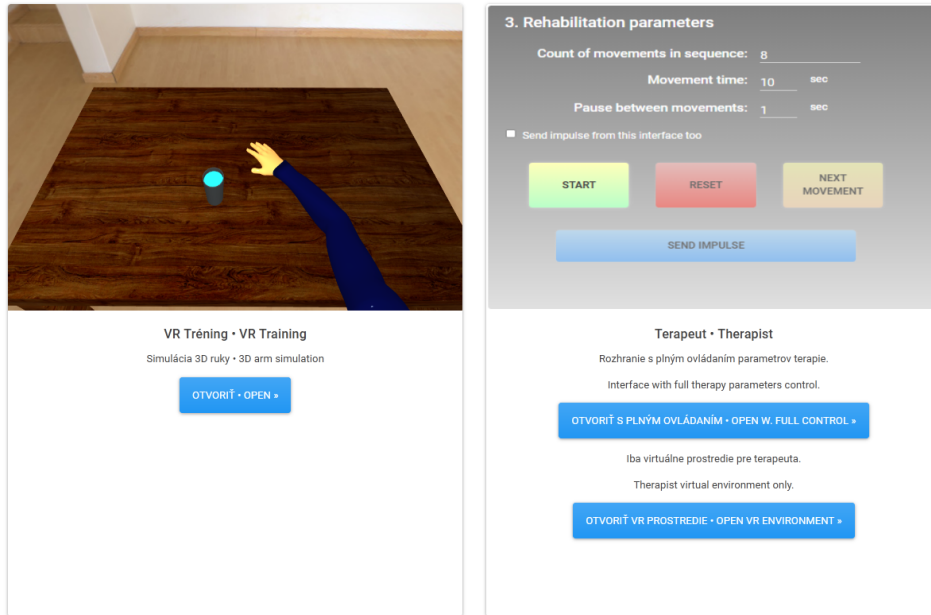 VR Tréning • VR Training
Simulácia 3D ruky • 3D arm simulation
OTVORIŤ • OPEN »
3. Rehabilitation parameters
Count of movements in sequence: 8
Movement time: 10 sec
Pause between movements: 1 sec
Send impulse from this interface too
START
RESET
NEXT
MOVEMENT
SEND IMPULSE
Terapeut • Therapist
Rozhranie s plným ovládaním parametrov terapie.
Interface with full therapy parameters control.
OTVORIŤ S PLNÝM OVLÁDANÍM • OPEN W. FULL CONTROL »
Iba virtuálne prostredie pre terapeuta.
Therapist virtual environment only.
OTVORIŤ VR PROSTREDIE • OPEN VR ENVIRONMENT »